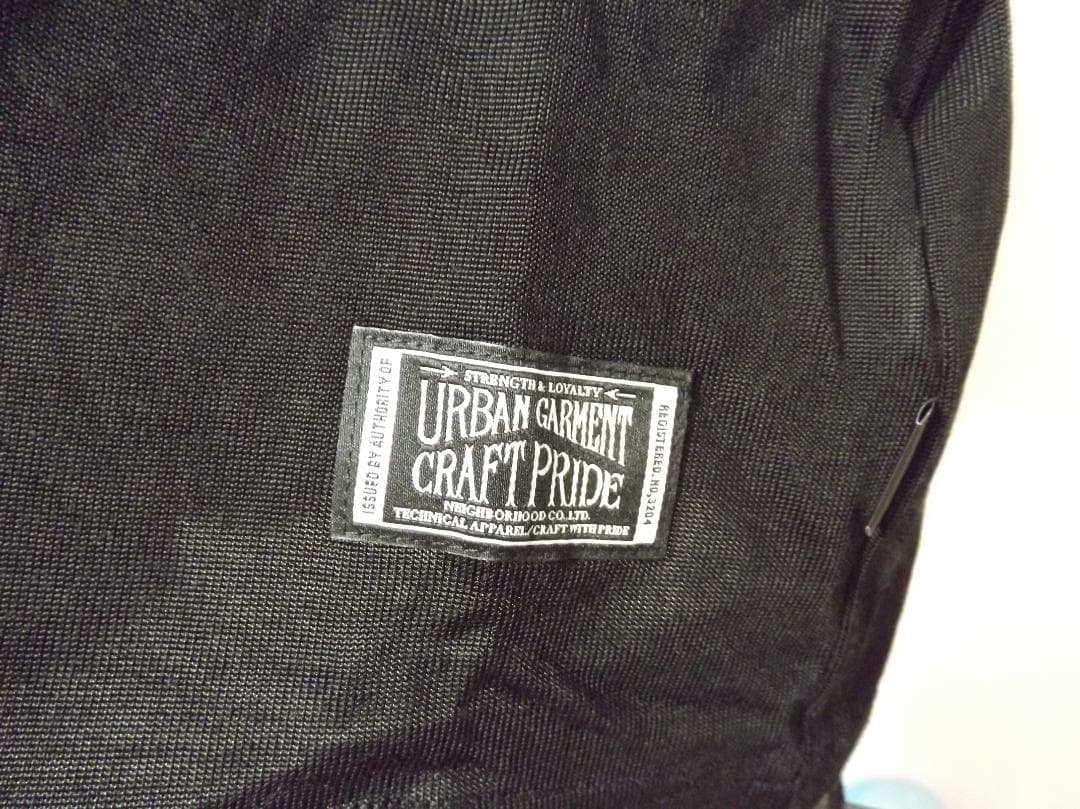 STRENGTH & LOYALTY
URBAN GARMENT
CRAFT PRIDE
NEIGHBORHOOD CO., LTD.
TECHNICAL APPAREL/CRAFT WITH PRIDE
ISSUED BY AUTHORITY OF
REGISTERED. NO, 3204